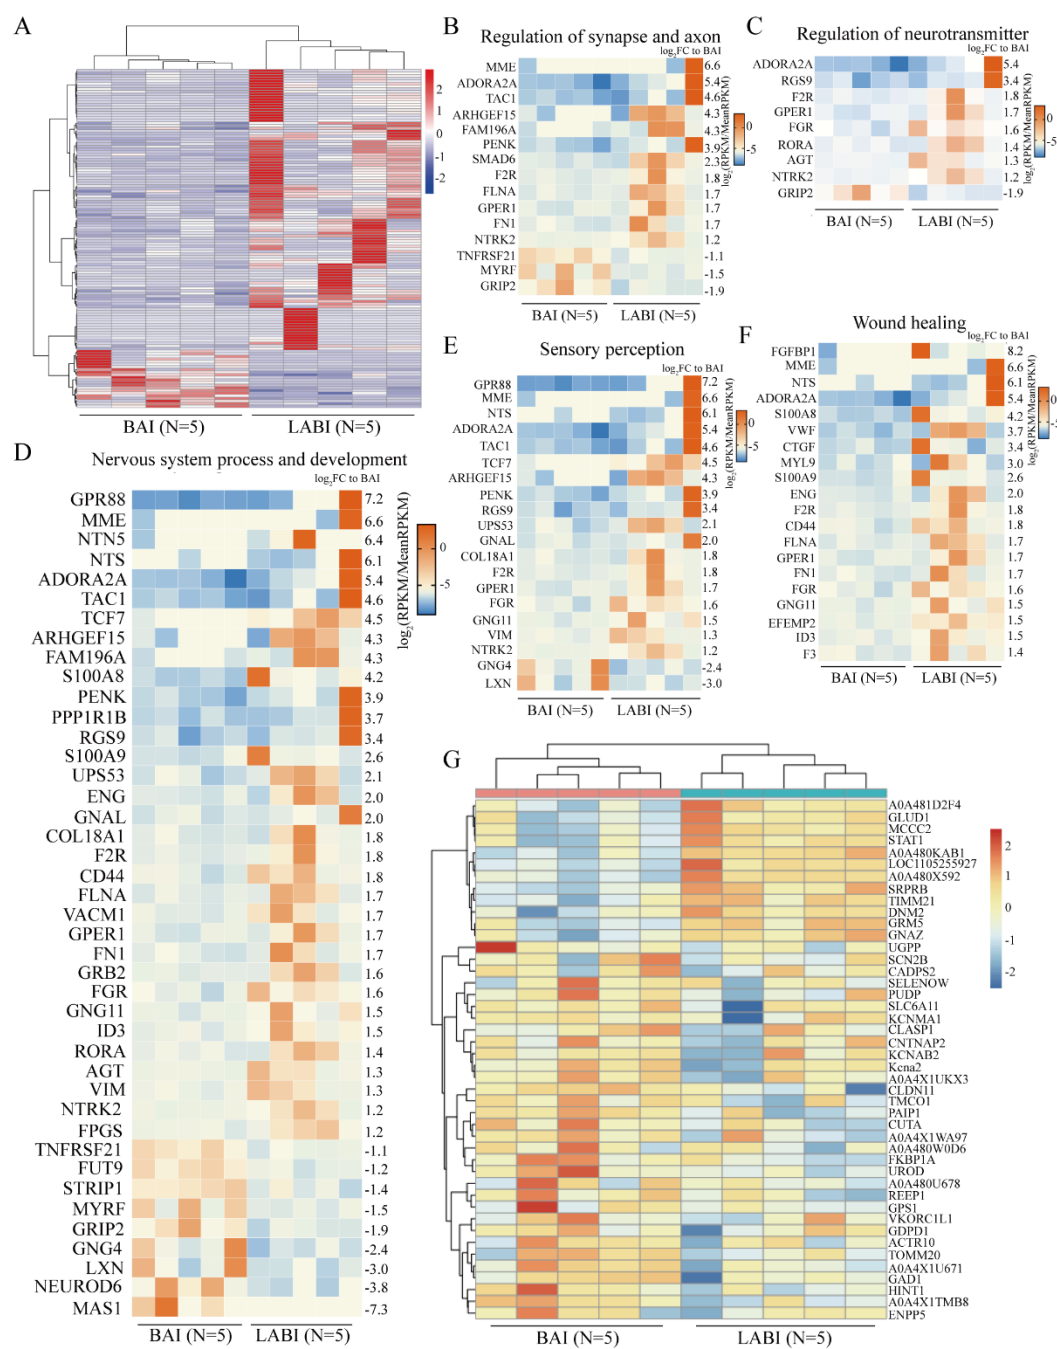 A
2
1
0
-1
-2
BAI (N=5)
LABI (N=5)
B
Regulation of synapse and axon
log2FC to BAI
MME 6.6
ADORA2A 5.4
TAC1 4.6
ARHGEF15 4.3
FAM196A 4.3
PENK 3.9
SMAD6 2.3
F2R 1.8
FLNA 1.7
GPER1 1.7
FN1 1.7
NTRK2 1.2
TNFRSF21 -1.1
MYRF -1.5
GRIP2 -1.9
0
-5
log2(RPKM/MeanRPKM)
BAI (N=5)
LABI (N=5)
C
Regulation of neurotransmitter
log2FC to BAI
ADORA2A 5.4
RGS9 3.4
F2R 1.8
GPER1 1.7
FGR 1.6
RORA 1.4
AGT 1.3
NTRK2 1.2
GRIP2 -1.9
0
-5
log2(RPKM/MeanRPKM)
BAI (N=5)
LABI (N=5)
D
Nervous system process and development
log2FC to BAI
GPR88 7.2
MME 6.6
NTN5 6.4
NTS 6.1
ADORA2A 5.4
TAC1 4.6
TCF7 4.5
ARHGEF15 4.3
FAM196A 4.3
S100A8 4.2
PENK 3.9
PPP1R1B 3.7
RGS9 3.4
S100A9 2.6
UPS53 2.1
ENG 2.0
GNAL 2.0
COL18A1 1.8
F2R 1.8
CD44 1.8
FLNA 1.7
VACM1 1.7
GPER1 1.7
FN1 1.7
GRB2 1.6
FGR 1.6
GNG11 1.5
ID3 1.5
RORA 1.4
AGT 1.3
VIM 1.3
NTRK2 1.2
FPGS 1.2
TNFRSF21 -1.1
FUT9 -1.2
STRIP1 -1.4
MYRF -1.5
GRIP2 -1.9
GNG4 -2.4
LXN -3.0
NEUROD6 -3.8
MAS1 -7.3
0
-5
log2(RPKM/MeanRPKM)
BAI (N=5)
LABI (N=5)
E
Sensory perception
log2FC to BAI
GPR88 7.2
MME 6.6
NTS 6.1
ADORA2A 5.4
TAC1 4.6
TCF7 4.5
ARHGEF15 4.3
PENK 3.9
RGS9 3.4
UPS53 2.1
GNAL 2.0
COL18A1 1.8
F2R 1.8
GPER1 1.7
FGR 1.6
GNG11 1.5
VIM 1.3
NTRK2 1.2
GNG4 -2.4
LXN -3.0
0
-5
log2(RPKM/MeanRPKM)
BAI (N=5)
LABI (N=5)
F
Wound healing
log2FC to BAI
FGFBP1 8.2
MME 6.6
NTS 6.1
ADORA2A 5.4
S100A8 4.2
VWF 3.7
CTGF 3.4
MYL9 3.0
S100A9 2.6
ENG 2.0
F2R 1.8
CD44 1.8
FLNA 1.7
GPER1 1.7
FN1 1.7
FGR 1.6
GNG11 1.5
EFEMP2 1.5
ID3 1.5
F3 1.4
0
-5
log2(RPKM/MeanRPKM)
BAI (N=5)
LABI (N=5)
G
A0A481D2F4
GLUD1
MCCC2
STAT1
A0A480KAB1
LOC1105255927
A0A480X592
SRPRB
TIMM21
DNM2
GRM5
GNAZ
UGPP
SCN2B
CADPS2
SELENOW
PUDP
SLC6A11
KCNMA1
CLASP1
CNTNAP2
KCNAB2
Kcna2
A0A4X1UKX3
CLDN11
TMCO1
PAIP1
CUTA
A0A4X1WA97
A0A480W0D6
FKBP1A
UROD
A0A480U678
REEP1
GPS1
VKORC1L1
GDPD1
ACTR10
TOMM20
A0A4X1U671
GAD1
HINT1
A0A4X1TMB8
ENPP5
2
1
0
-1
-2
BAI (N=5)
LABI (N=5)